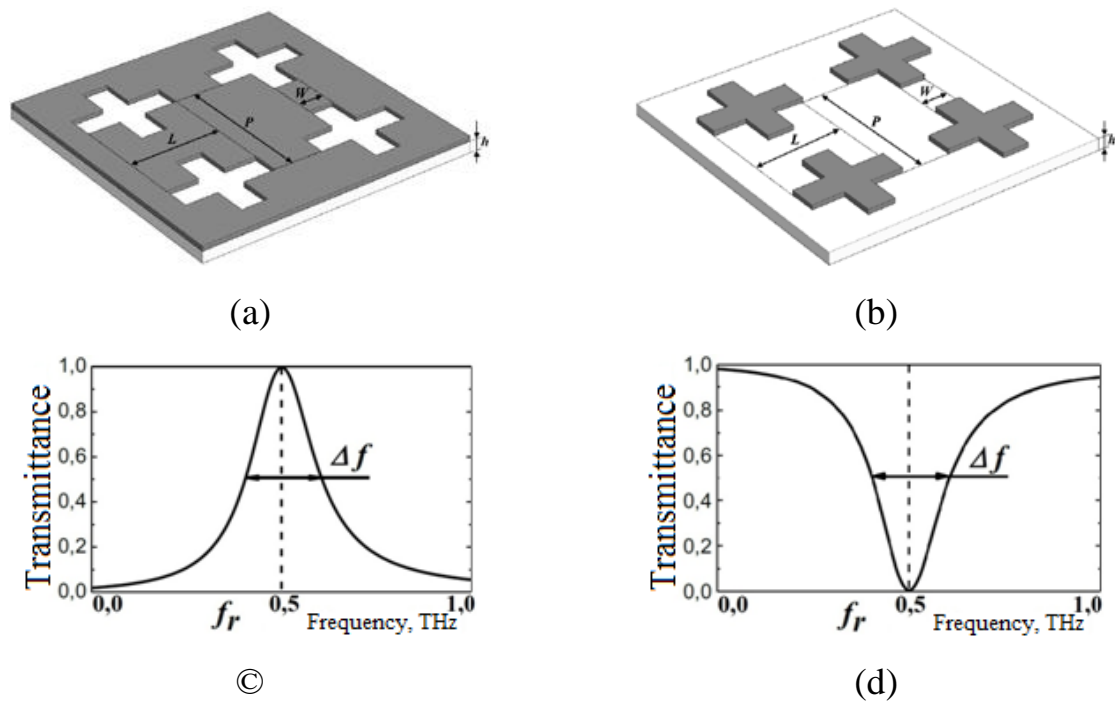 W
P
L
h
W
P
L
h
(a)
(b)
Transmittance
1,0
0,8
0,6
0,4
0,2
0,0
Δf
0,0 0,5 1,0
f_r Frequency, THz
Transmittance
1,0
0,8
0,6
0,4
0,2
0,0
Δf
0,0 0,5 1,0
f_r Frequency, THz
©
(d)